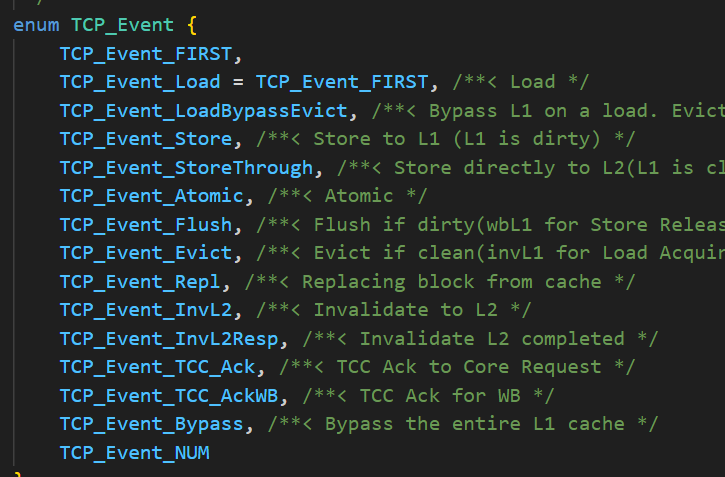 */
enum TCP_Event {
TCP_Event_FIRST,
TCP_Event_Load = TCP_Event_FIRST, /**< Load */
TCP_Event_LoadBypassEvict, /**< Bypass L1 on a load. Evict
TCP_Event_Store, /**< Store to L1 (L1 is dirty) */
TCP_Event_StoreThrough, /**< Store directly to L2(L1 is cl
TCP_Event_Atomic, /**< Atomic */
TCP_Event_Flush, /**< Flush if dirty(wbL1 for Store Releas
TCP_Event_Evict, /**< Evict if clean(invL1 for Load Acquir
TCP_Event_Repl, /**< Replacing block from cache */
TCP_Event_InvL2, /**< Invalidate to L2 */
TCP_Event_InvL2Resp, /**< Invalidate L2 completed */
TCP_Event_TCC_Ack, /**< TCC Ack to Core Request */
TCP_Event_TCC_AckWB, /**< TCC Ack for WB */
TCP_Event_Bypass, /**< Bypass the entire L1 cache */
TCP_Event_NUM
}